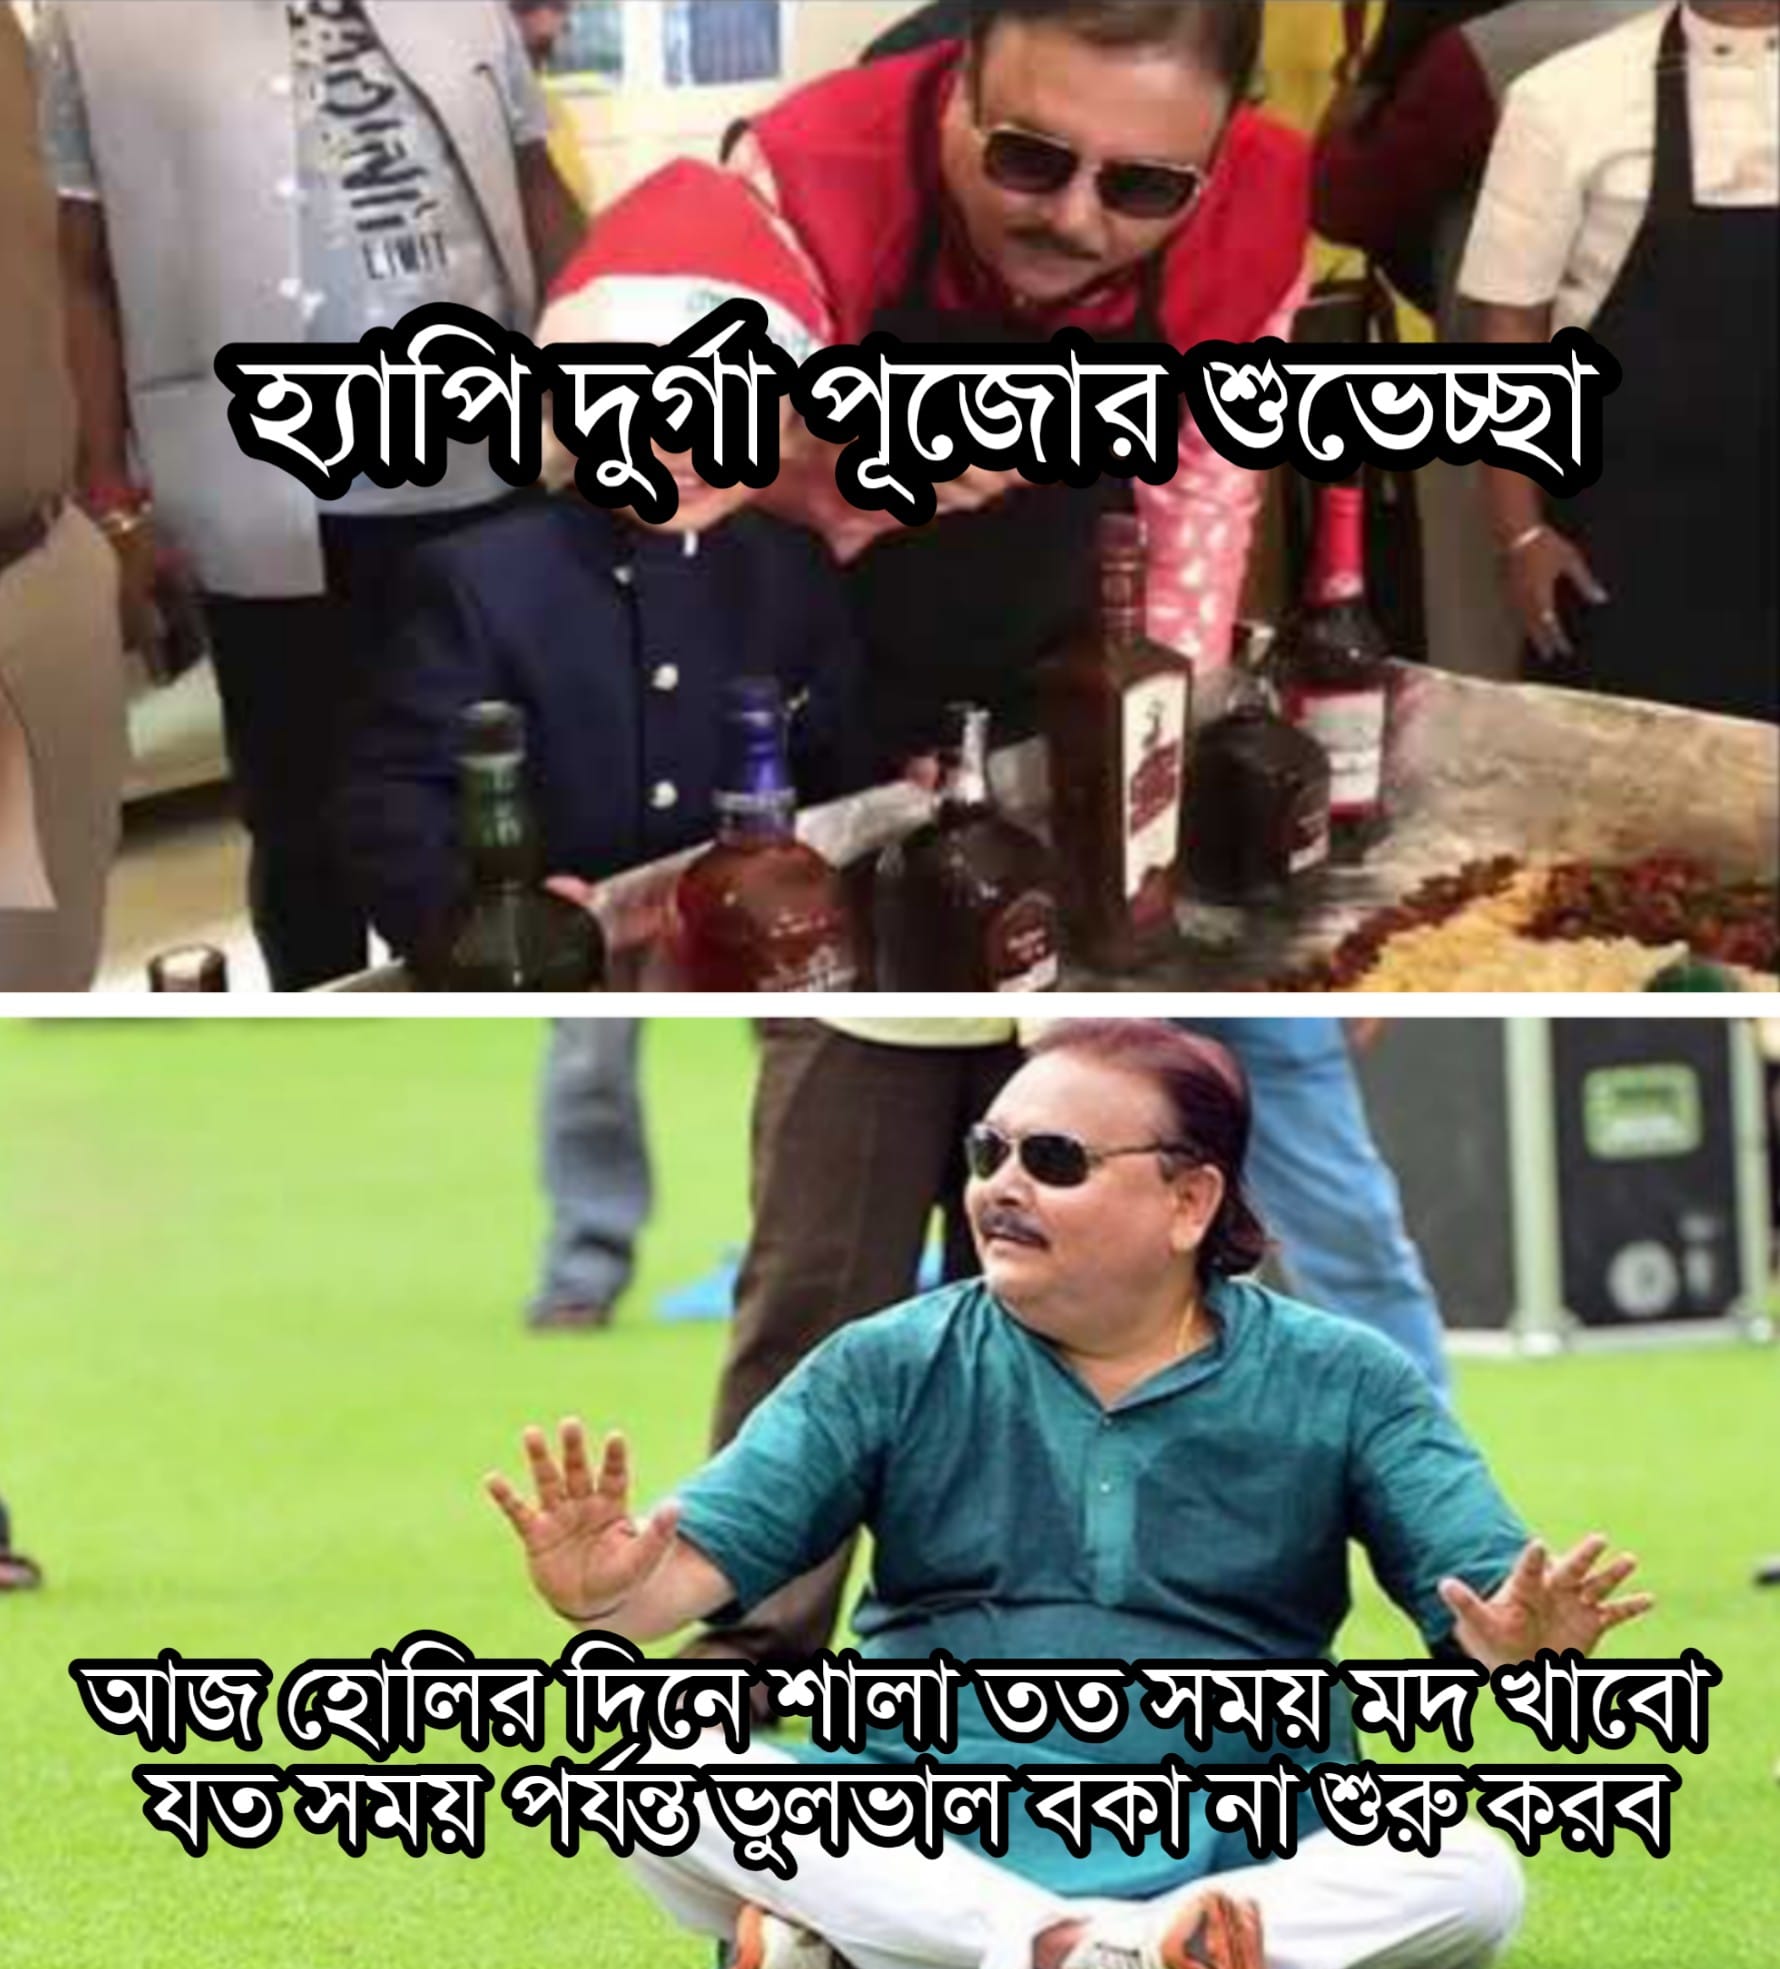 হ্যাপি দুর্গা পূজোর শুভেচ্ছা
আজ হোলির দিনে শালা তত সময় মদ খাবো
যত সময় পর্যন্ত ভুলভাল বকা না শুরু করব